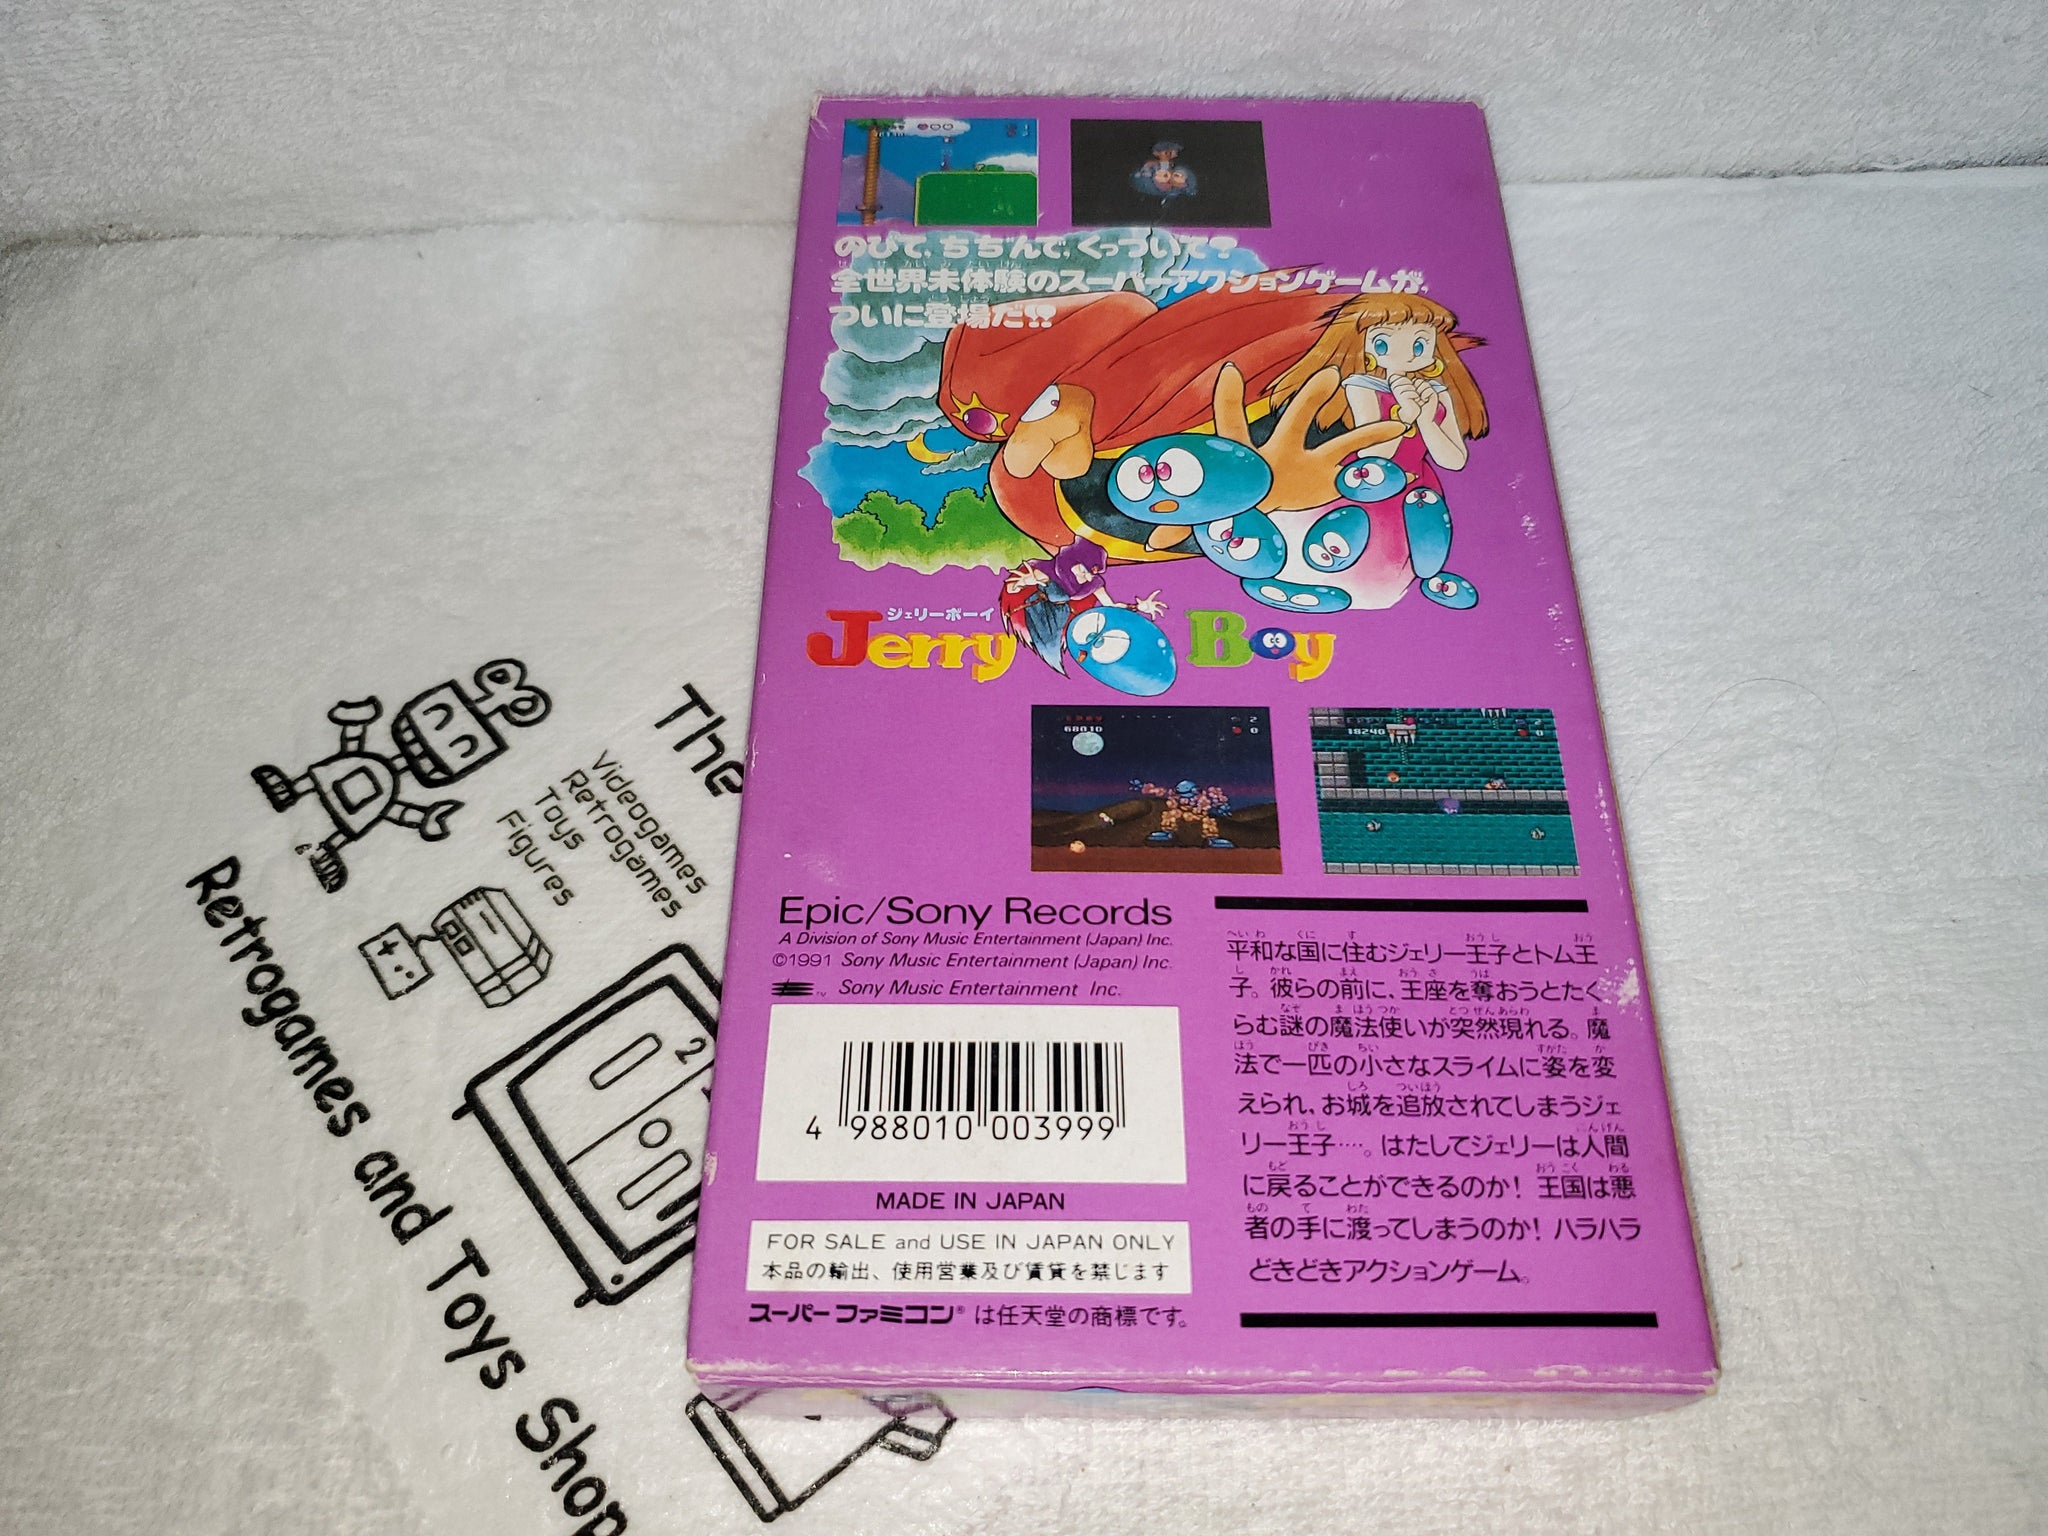 のびて、ちぢんで、くっついて?
全世界未体験のスーパーアクションゲームが、
ついに登場だ!!
ジェリーボーイ
Jerry Boy
68010
2
0
18240
2
0
Epic/Sony Records
A Division of Sony Music Entertainment (Japan) Inc.
©1991 Sony Music Entertainment (Japan) Inc.
Sony Music Entertainment Inc.
4 988010 003999
MADE IN JAPAN
FOR SALE and USE IN JAPAN ONLY
本品の輸出、使用営業及び賃貸を禁じます
スーパーファミコン® は任天堂の商標です。
平和な国に住むジェリー王子とトム王
子。彼らの前に、王座を奪おうとたく
らむ謎の魔法使いが突然現れる。魔
法で一匹の小さなスライムに姿を変
えられ、お城を追放されてしまうジェ
リー王子‥‥。はたしてジェリーは人間
に戻ることができるのか! 王国は悪
者の手に渡ってしまうのか! ハラハラ
どきどきアクションゲーム。
The
Videogames
Retrogames
Toys
Figures
Retrogames and Toys Shop
2